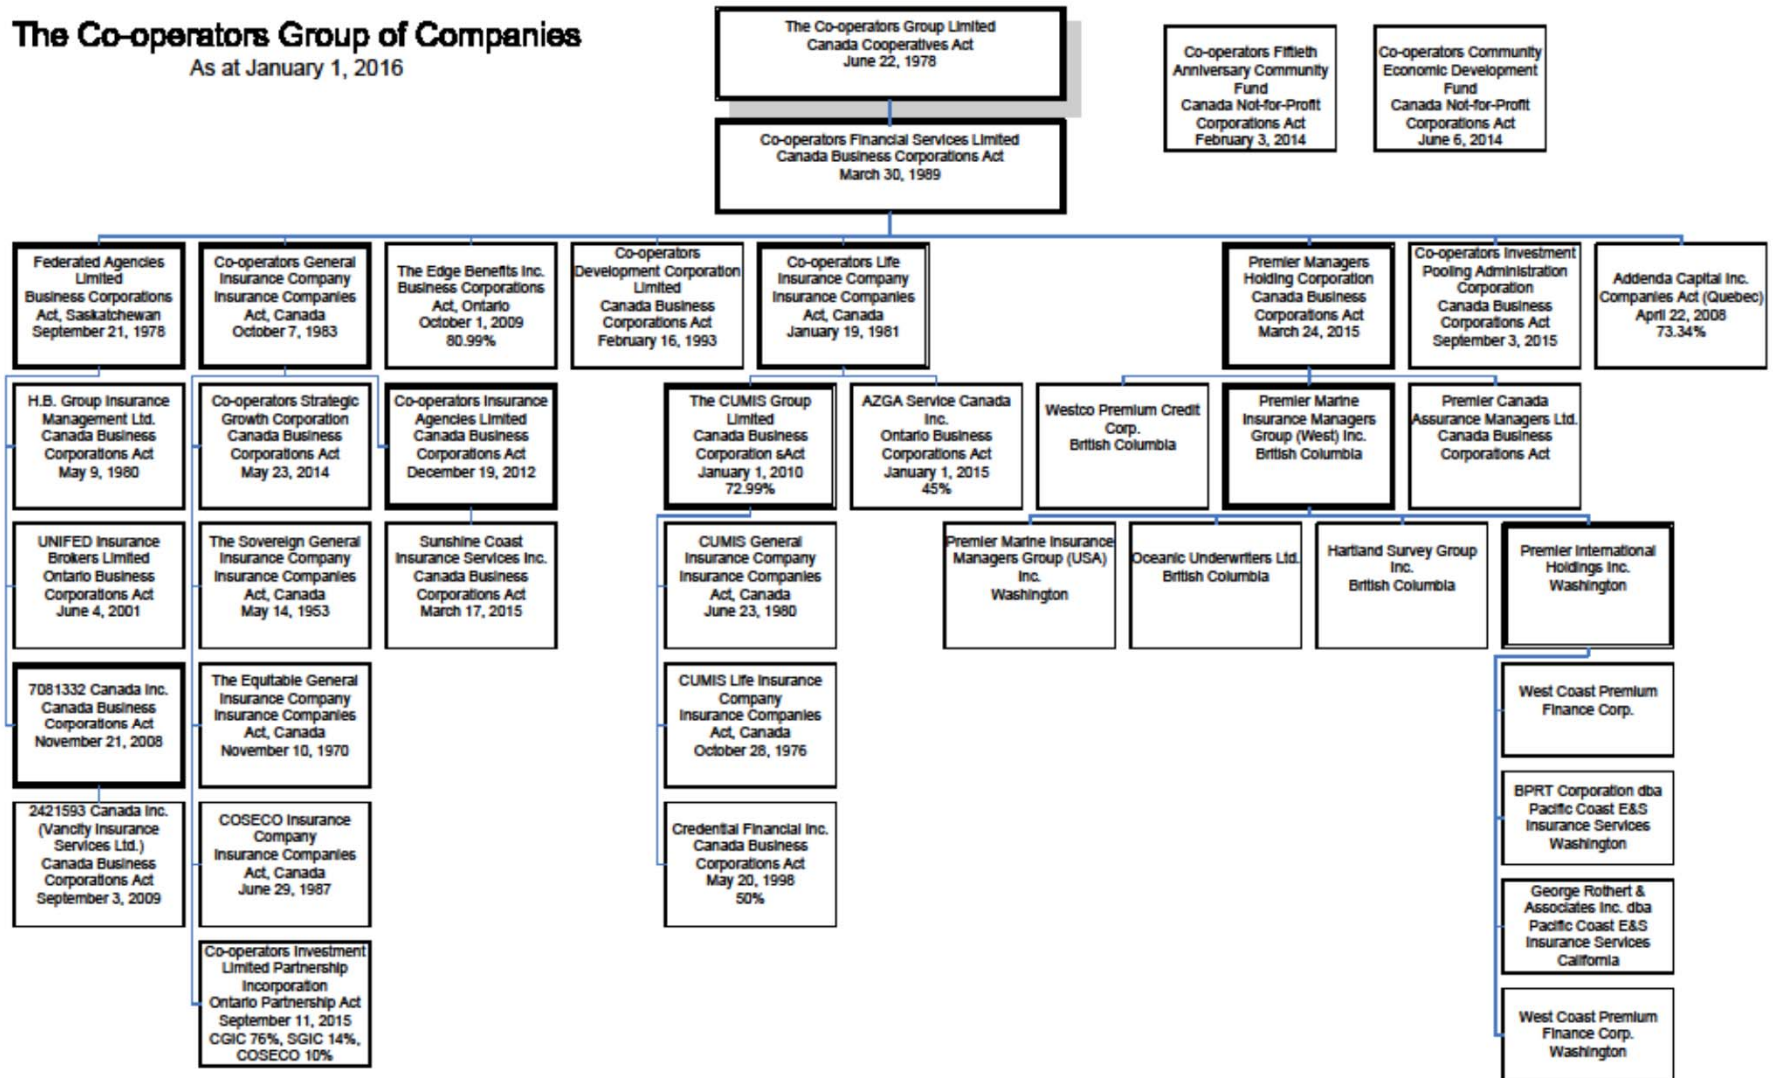 The Co-operators Group of Companies
As at January 1, 2016
The Co-operators Group Limited
Canada Cooperatives Act
June 22, 1978
Co-operators Fiftieth
Anniversary Community
Fund
Canada Not-for-Profit
Corporations Act
February 3, 2014
Co-operators Community
Economic Development
Fund
Canada Not-for-Profit
Corporations Act
June 6, 2014
Co-operators Financial Services Limited
Canada Business Corporations Act
March 30, 1989
Federated Agencies
Limited
Business Corporations
Act, Saskatchewan
September 21, 1978
Co-operators General
Insurance Company
Insurance Companies
Act, Canada
October 7, 1983
The Edge Benefits Inc.
Business Corporations
Act, Ontario
October 1, 2009
80.99%
Co-operators
Development Corporation
Limited
Canada Business
Corporations Act
February 16, 1993
Co-operators Life
Insurance Company
Insurance Companies
Act, Canada
January 19, 1981
Premier Managers
Holding Corporation
Canada Business
Corporations Act
March 24, 2015
Co-operators Investment
Pooling Administration
Corporation
Canada Business
Corporations Act
September 3, 2015
Addenda Capital Inc.
Companies Act (Quebec)
April 22, 2008
73.34%
H.B. Group Insurance
Management Ltd.
Canada Business
Corporations Act
May 9, 1980
Co-operators Strategic
Growth Corporation
Canada Business
Corporations Act
May 23, 2014
Co-operators Insurance
Agencies Limited
Canada Business
Corporations Act
December 19, 2012
The CUMIS Group
Limited
Canada Business
Corporation sAct
January 1, 2010
72.99%
AZGA Service Canada
Inc.
Ontario Business
Corporations Act
January 1, 2015
45%
Westco Premium Credit
Corp.
British Columbia
Premier Marine
Insurance Managers
Group (West) Inc.
British Columbia
Premier Canada
Assurance Managers Ltd.
Canada Business
Corporations Act
UNIFED Insurance
Brokers Limited
Ontario Business
Corporations Act
June 4, 2001
The Sovereign General
Insurance Company
Insurance Companies
Act, Canada
May 14, 1953
Sunshine Coast
Insurance Services Inc.
Canada Business
Corporations Act
March 17, 2015
CUMIS General
Insurance Company
Insurance Companies
Act, Canada
June 23, 1980
Premier Marine Insurance
Managers Group (USA)
Inc.
Washington
Oceanic Underwriters Ltd.
British Columbia
Hartland Survey Group
Inc.
British Columbia
Premier International
Holdings Inc.
Washington
7081332 Canada Inc.
Canada Business
Corporations Act
November 21, 2008
The Equitable General
Insurance Company
Insurance Companies
Act, Canada
November 10, 1970
CUMIS Life Insurance
Company
Insurance Companies
Act, Canada
October 28, 1976
West Coast Premium
Finance Corp.
2421593 Canada Inc.
(Vancity Insurance
Services Ltd.)
Canada Business
Corporations Act
September 3, 2009
COSECO Insurance
Company
Insurance Companies
Act, Canada
June 29, 1987
Credential Financial Inc.
Canada Business
Corporations Act
May 20, 1998
50%
BPRT Corporation dba
Pacific Coast E&S
Insurance Services
Washington
George Rothert &
Associates Inc. dba
Pacific Coast E&S
Insurance Services
California
Co-operators Investment
Limited Partnership
Incorporation
Ontario Partnership Act
September 11, 2015
CGIC 76%, SGIC 14%,
COSECO 10%
West Coast Premium
Finance Corp.
Washington